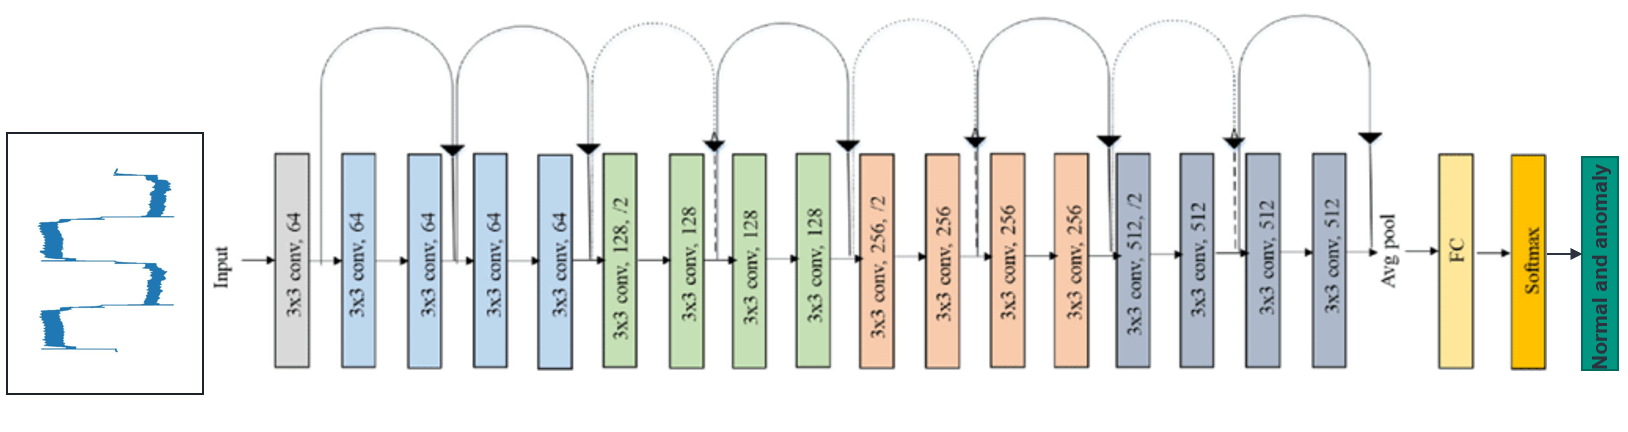 Input
3x3 conv, 64
3x3 conv, 64
3x3 conv, 64
3x3 conv, 64
3x3 conv, 64
3x3 conv, 128, /2
3x3 conv, 128
3x3 conv, 128
3x3 conv, 128
3x3 conv, 256, /2
3x3 conv, 256
3x3 conv, 256
3x3 conv, 256
3x3 conv, 512, /2
3x3 conv, 512
3x3 conv, 512
3x3 conv, 512
Avg pool
FC
Softmax
Normal and anomaly